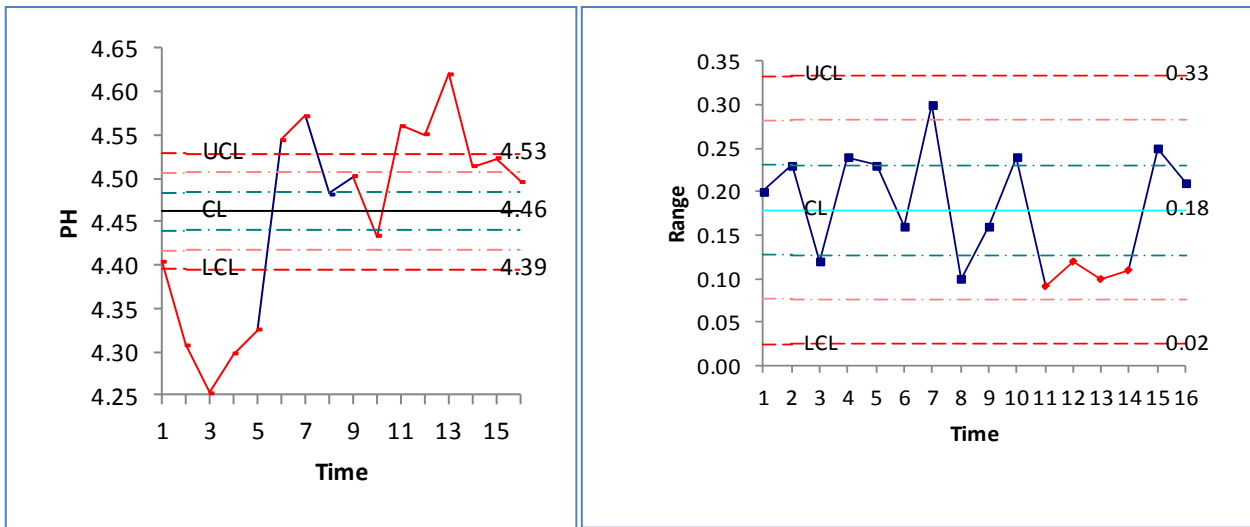 4.65
4.60
4.55
4.50
4.45
4.40
4.35
4.30
4.25
PH
UCL 4.53
CL 4.46
LCL 4.39
1 3 5 7 9 11 13 15
Time
0.35
0.30
0.25
0.20
0.15
0.10
0.05
0.00
Range
UCL 0.33
CL 0.18
LCL 0.02
1 2 3 4 5 6 7 8 9 10 11 12 13 14 15 16
Time